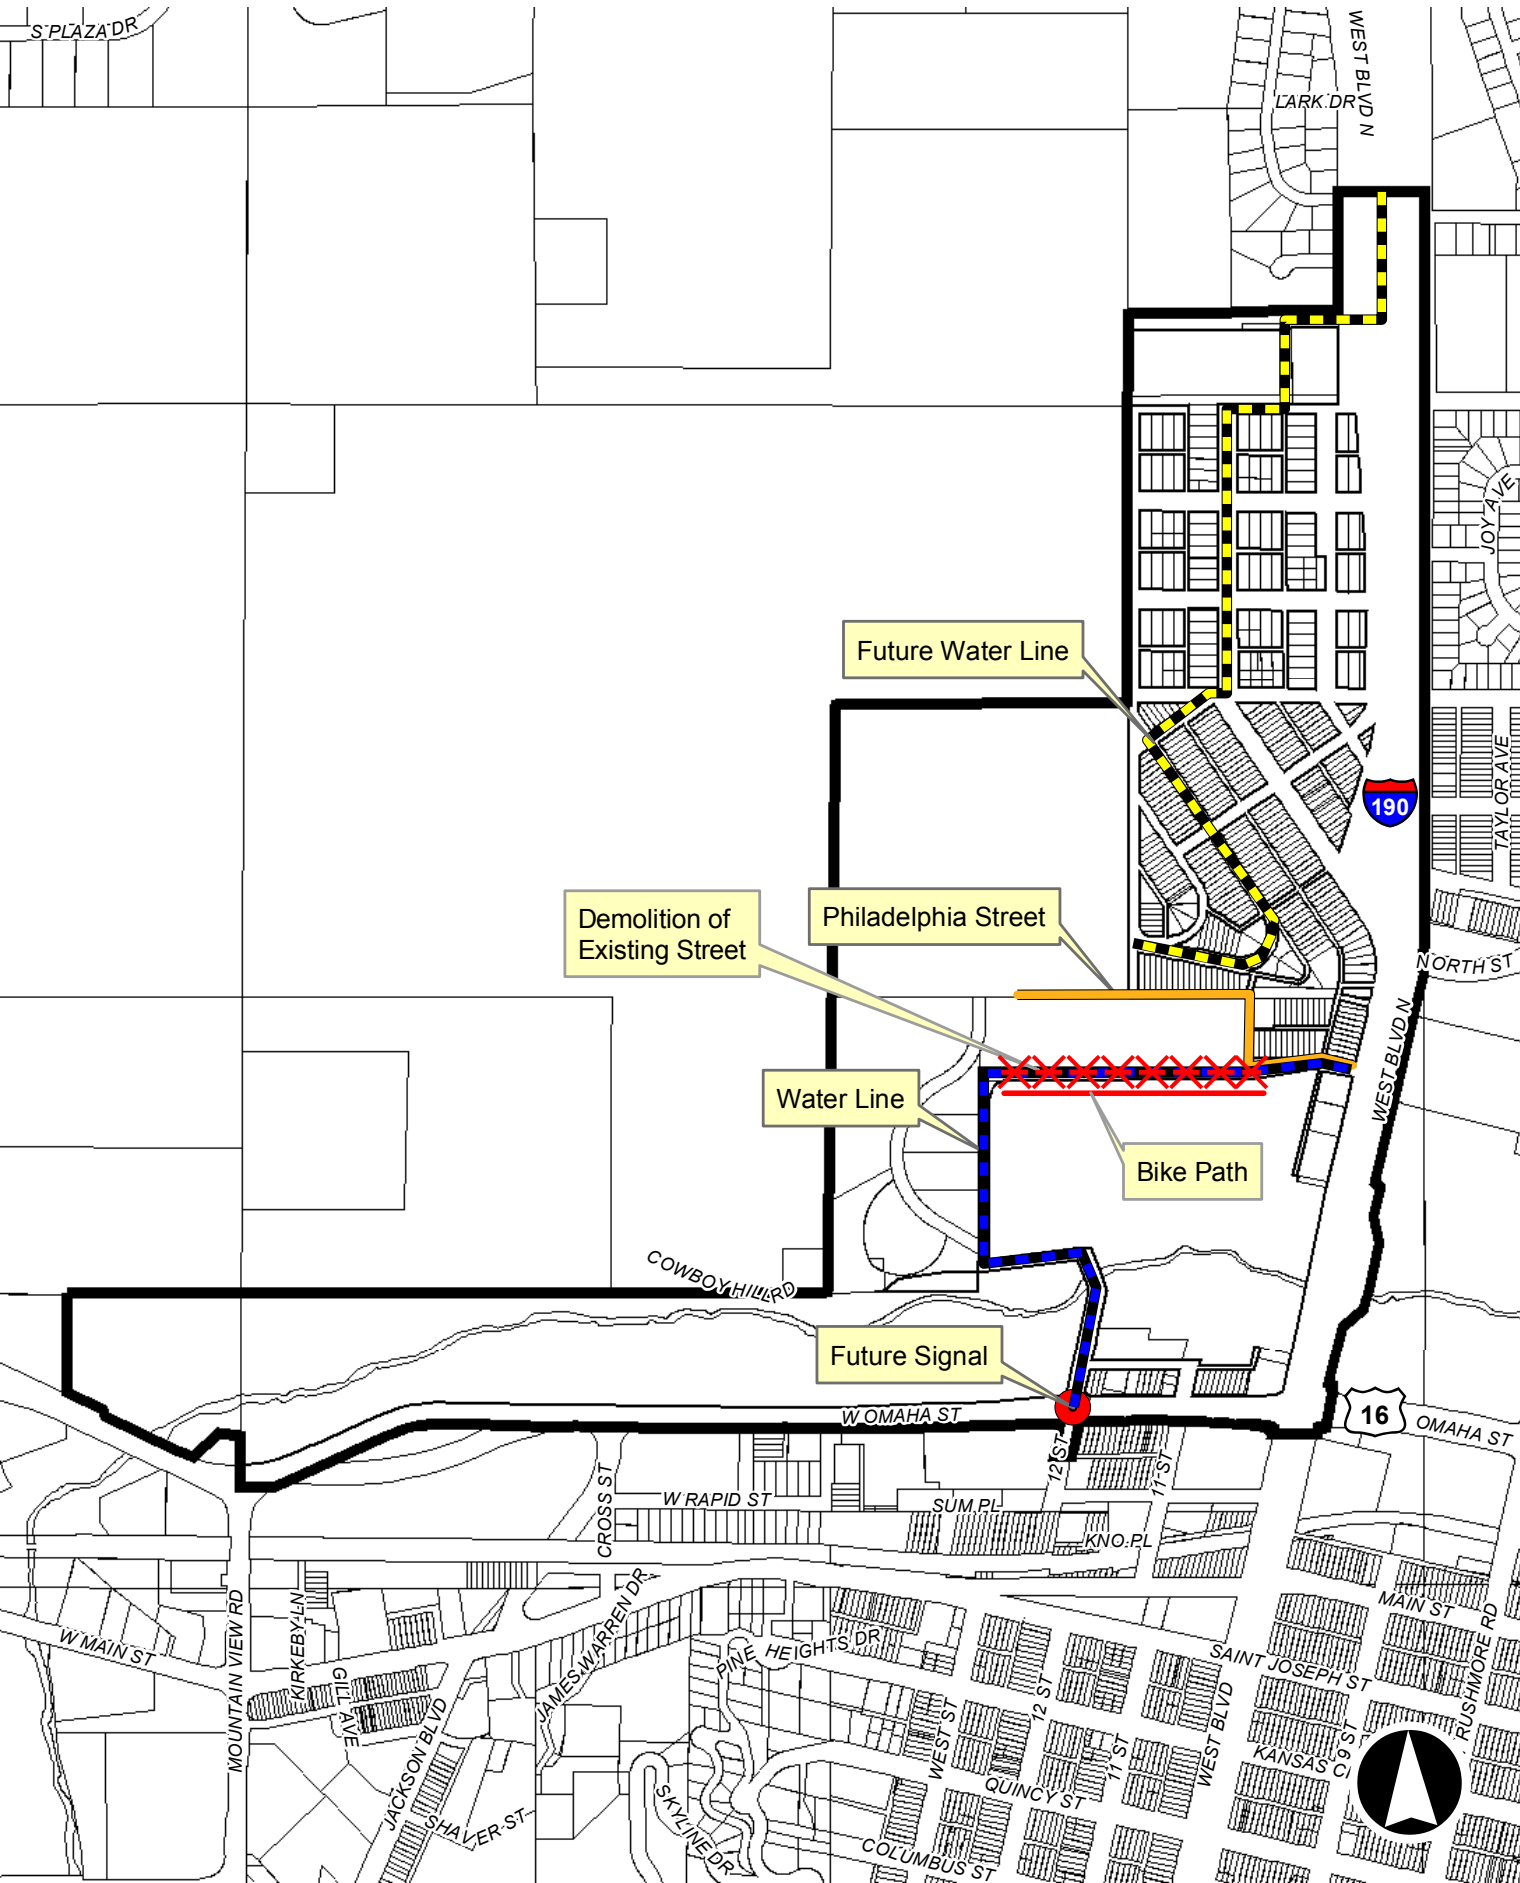 S PLAZA DR
WEST BLVD N
LARK DR
JOY AVE
Future Water Line
TAYLOR AVE
190
Demolition of
Existing Street
Philadelphia Street
NORTH ST
WEST BLVD N
Water Line
Bike Path
COWBOY HILL RD
Future Signal
W OMAHA ST
16
OMAHA ST
12 ST
11 ST
CROSS ST
W RAPID ST
SUM PL
KNO PL
MAIN ST
W MAIN ST
MOUNTAIN VIEW RD
KIRKEBY LN
GILL AVE
JAMES WARREN DR
PINE HEIGHTS DR
SAINT JOSEPH ST
RUSHMORE RD
JACKSON BLVD
SHAVER ST
SKYLINE DR
WEST ST
12 ST
11 ST
WEST BLVD
KANSAS C
9 ST
QUINCY ST
COLUMBUS ST